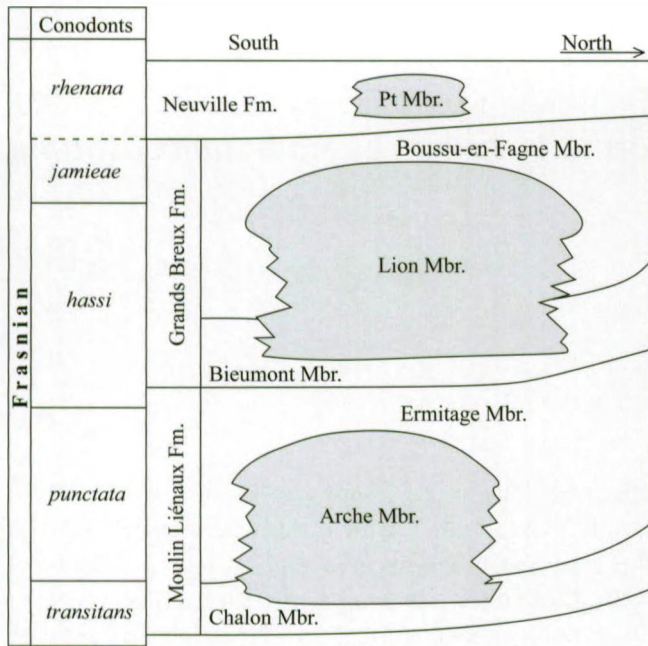 Conodonts
South
North
rhenana
Neuville Fm.
Pt Mbr.
jamieae
Boussu-en-Fagne Mbr.
Frasnian
hassi
Grands Breux Fm.
Lion Mbr.
Bieumont Mbr.
Ermitage Mbr.
punctata
Moulin Liénaux Fm.
Arche Mbr.
transitans
Chalon Mbr.